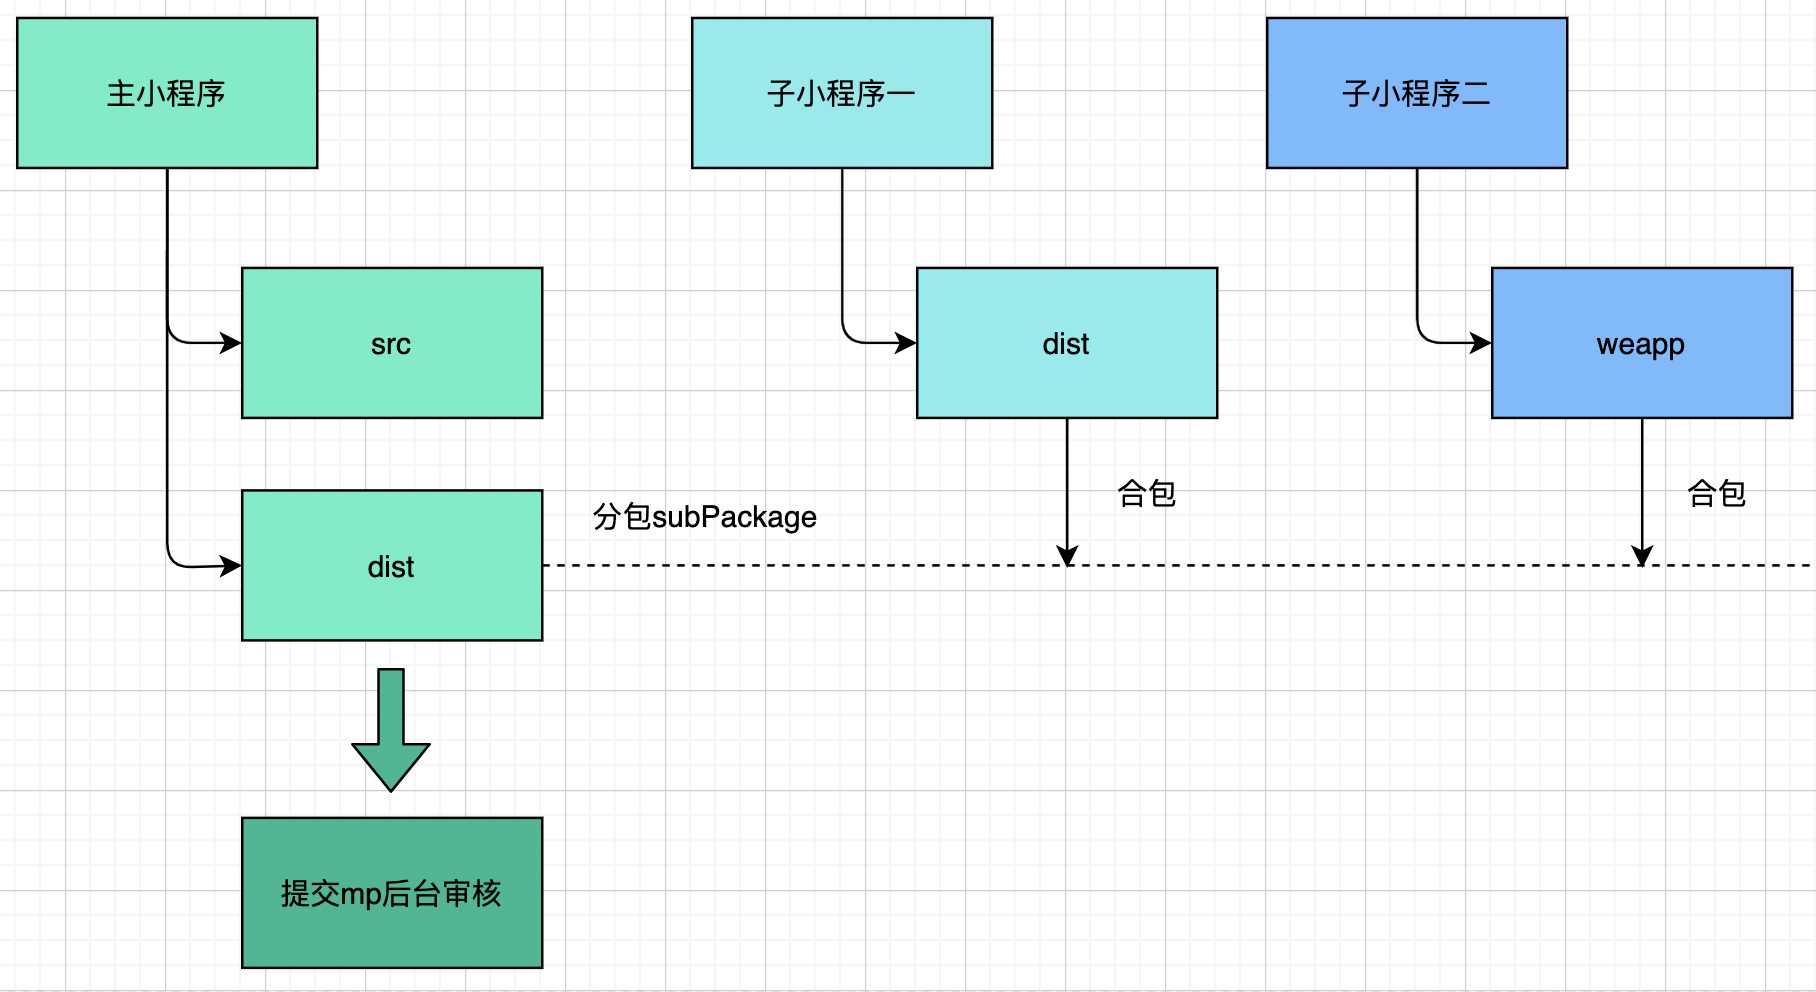 主小程序
子小程序一
子小程序二
src
dist
weapp
合包
合包
分包subPackage
dist
提交mp后台审核